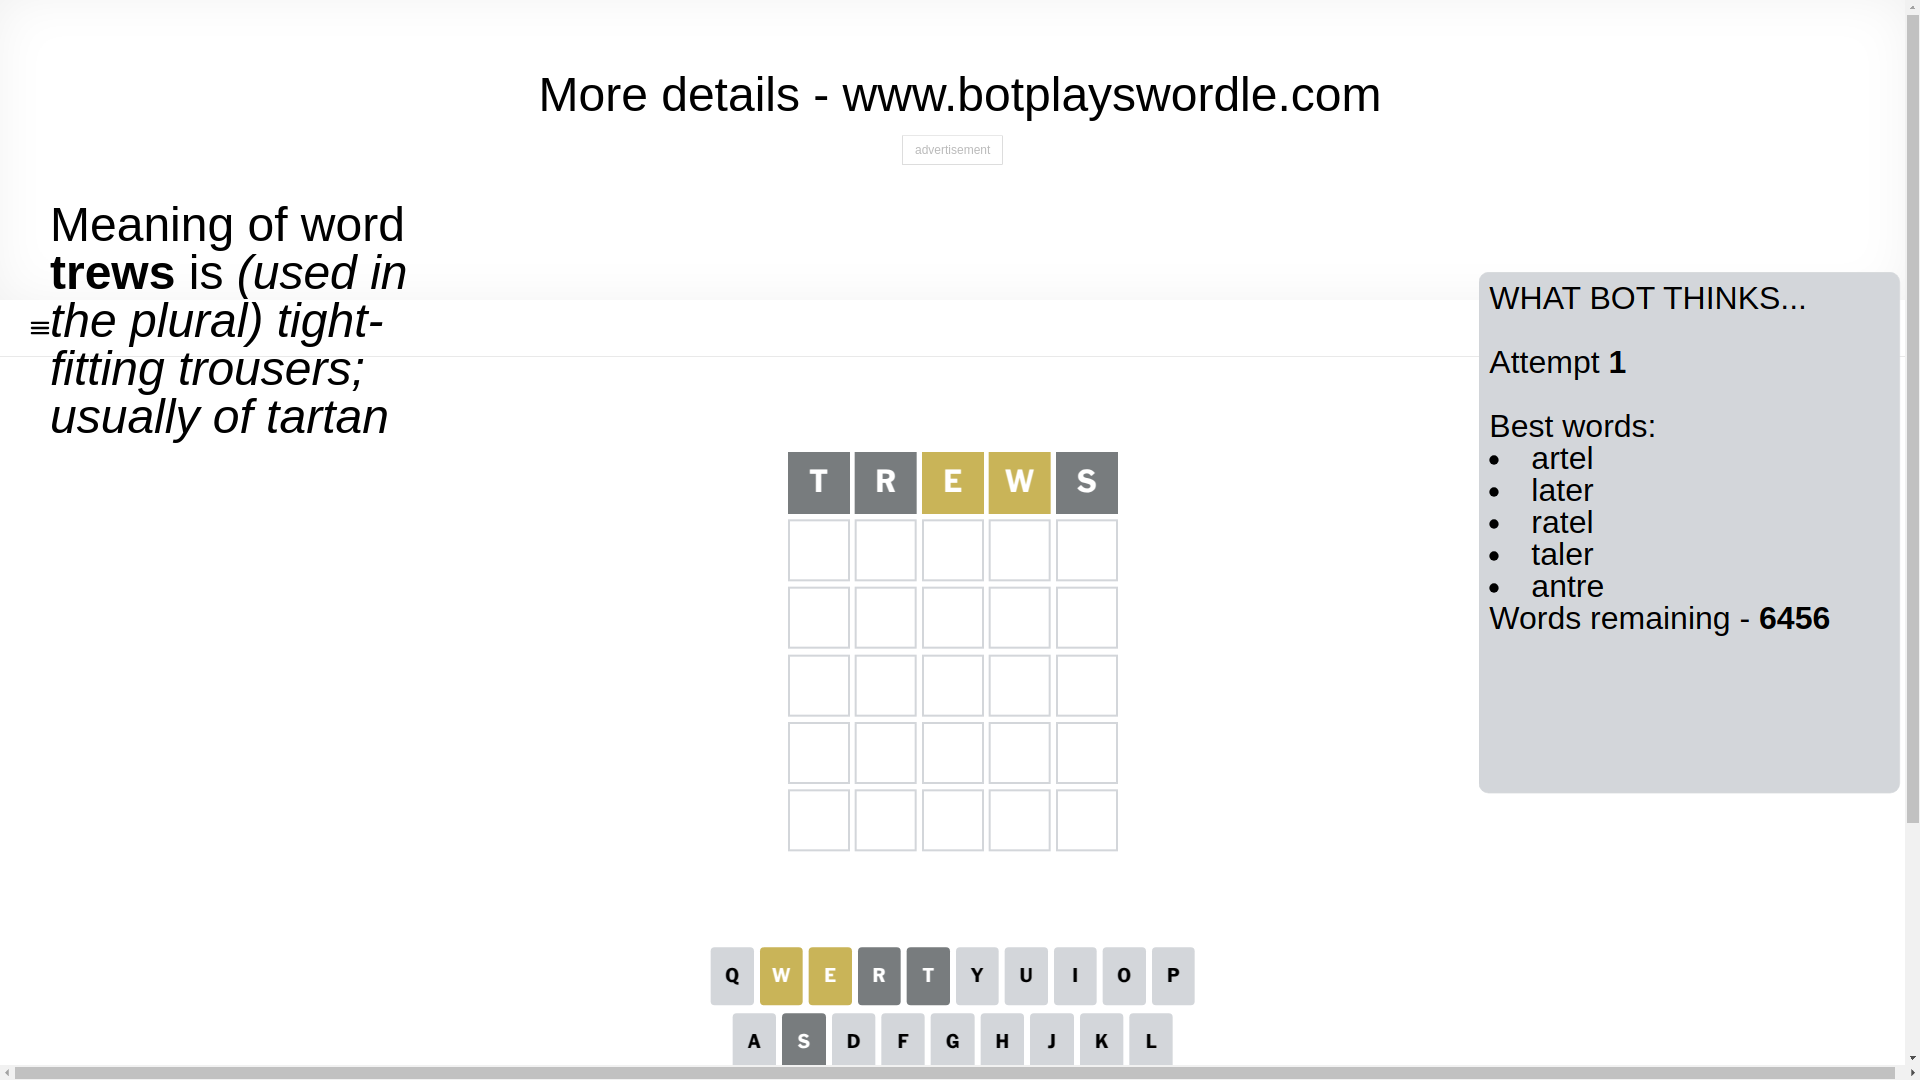 More details - www.botplayswordle.com
advertisement
Meaning of word
trews is (used in
the plural) tight-
fitting trousers;
usually of tartan
T R E W S
Q W E R T Y U I O P
A S D F G H J K L
WHAT BOT THINKS...
Attempt 1
Best words:
• artel
• later
• ratel
• taler
• antre
Words remaining - 6456